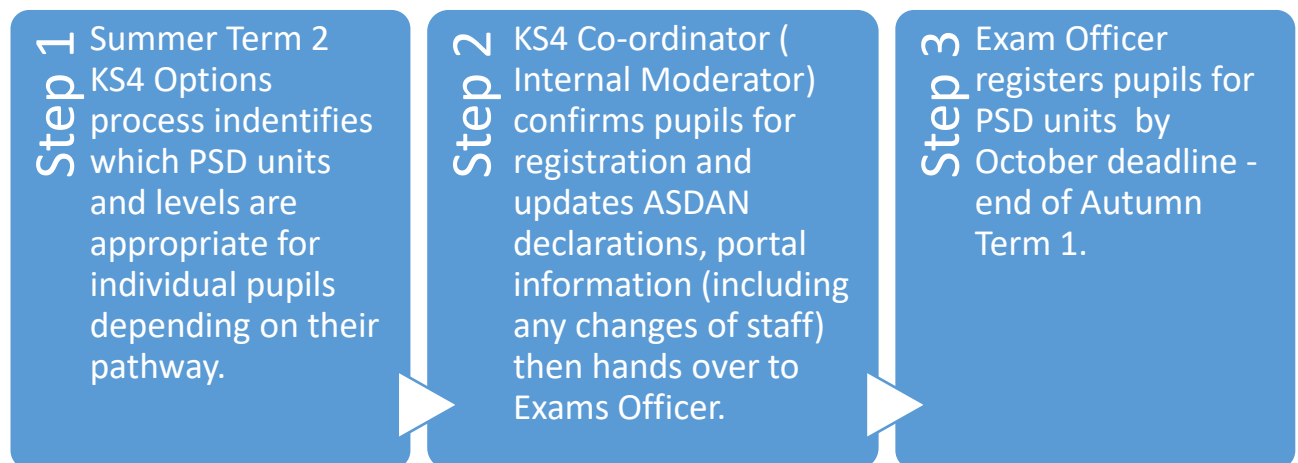 Step 1
Summer Term 2
KS4 Options
process indentifies
which PSD units
and levels are
appropriate for
individual pupils
depending on their
pathway.
Step 2
KS4 Co-ordinator (
Internal Moderator)
confirms pupils for
registration and
updates ASDAN
declarations, portal
information (including
any changes of staff)
then hands over to
Exams Officer.
Step 3
Exam Officer
registers pupils for
PSD units  by
October deadline -
end of Autumn
Term 1.